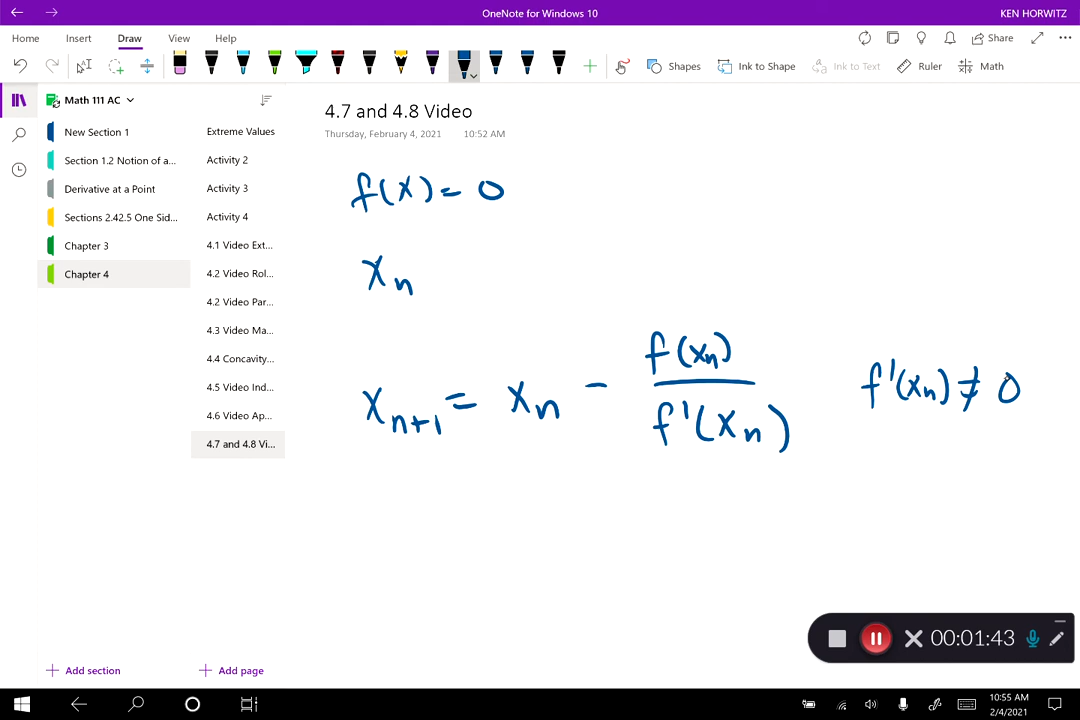 OneNote for Windows 10
KEN HORWITZ
Home Insert Draw View Help
Share
Shapes Ink to Shape Ink to Text Ruler Math
Math 111 AC
New Section 1
Section 1.2 Notion of a...
Derivative at a Point
Sections 2.42.5 One Sid...
Chapter 3
Chapter 4
Extreme Values
Activity 2
Activity 3
Activity 4
4.1 Video Ext...
4.2 Video Rol...
4.2 Video Par...
4.3 Video Ma...
4.4 Concavity...
4.5 Video Ind...
4.6 Video Ap...
4.7 and 4.8 Vi...
4.7 and 4.8 Video
Thursday, February 4, 2021 10:52 AM
f(x) = 0
xₙ
xₙ₊₁ = xₙ - f(xₙ) / f'(xₙ) f'(xₙ) ≠ 0
00:01:43
Add section
Add page
10:55 AM
2/4/2021